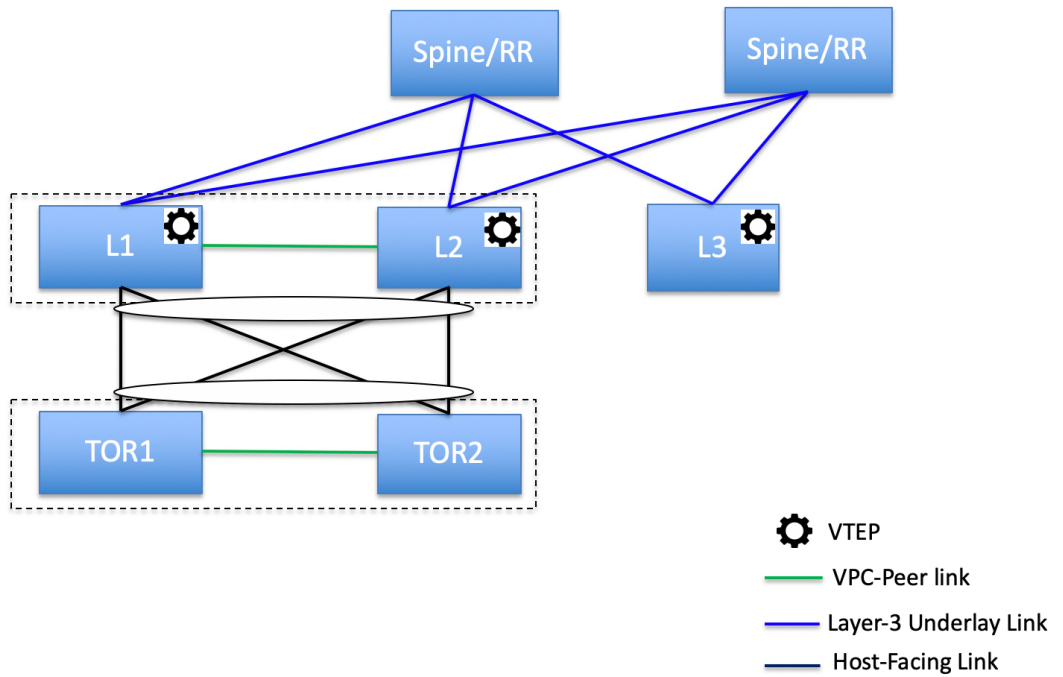 Spine/RR
Spine/RR
L1
L2
L3
TOR1
TOR2
VTEP
VPC-Peer link
Layer-3 Underlay Link
Host-Facing Link